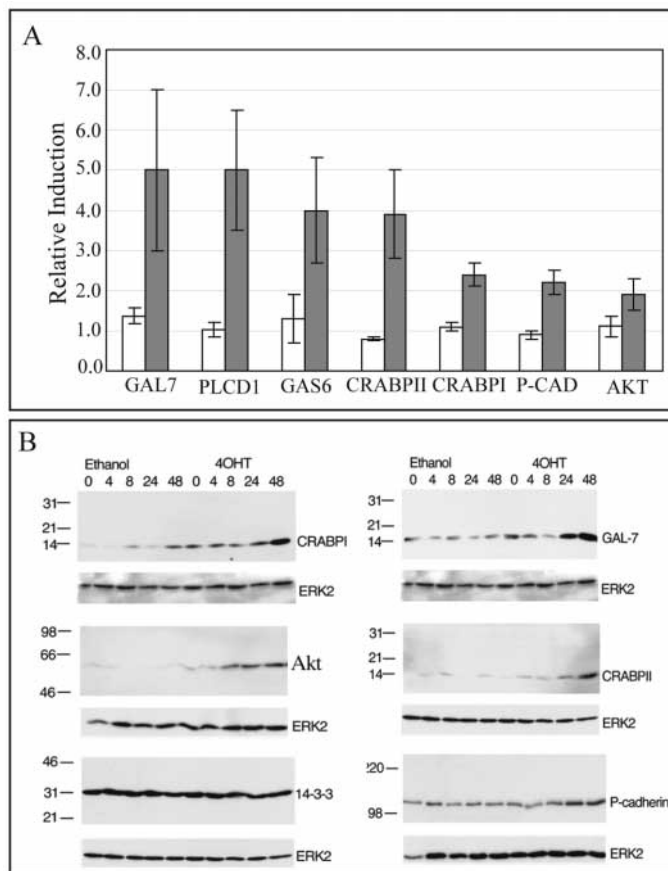 A
8.0
7.0
6.0
5.0
4.0
3.0
2.0
1.0
0.0
Relative Induction
GAL7 PLCD1 GAS6 CRABPII CRABPI P-CAD AKT
B
Ethanol 4OHT
0 4 8 24 48 0 4 8 24 48
31
21
14
CRABPI
ERK2
98
66
46
Akt
ERK2
46
31
21
14-3-3
ERK2
Ethanol 4OHT
0 4 8 24 48 0 4 8 24 48
31
21
14
GAL-7
ERK2
31
21
14
CRABPII
ERK2
220
98
P-cadherin
ERK2